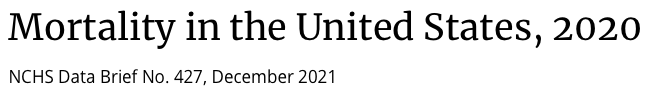 Mortality in the United States, 2020
NCHS Data Brief No. 427, December 2021